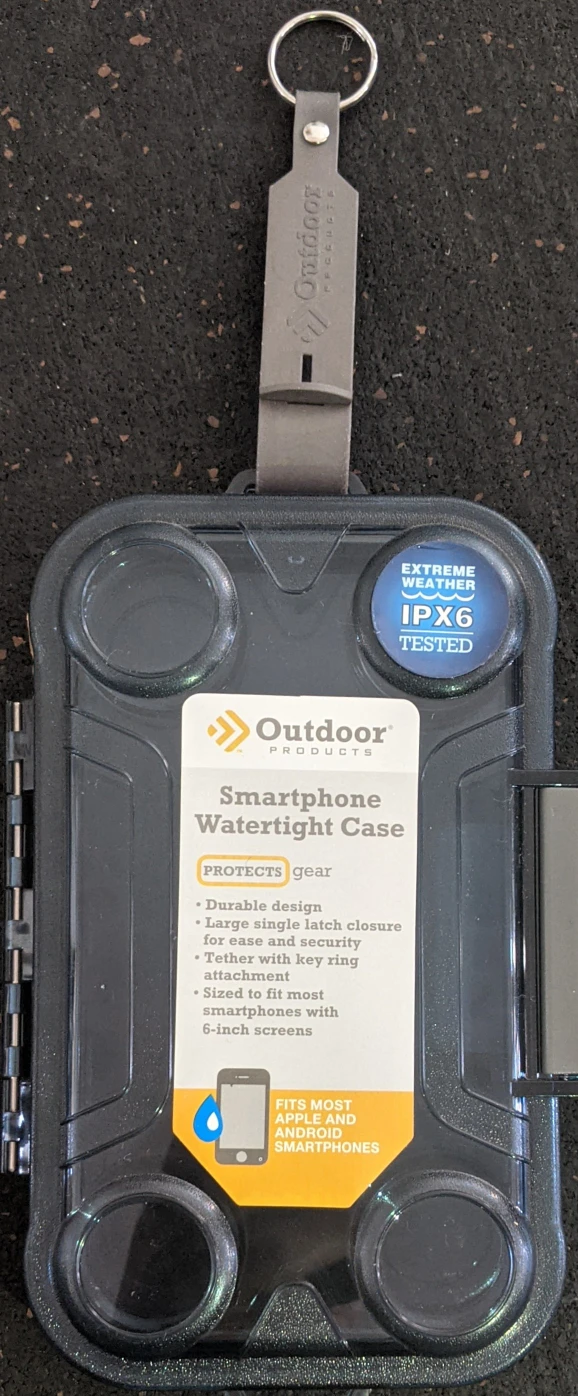 Outdoor
PRODUCTS
EXTREME
WEATHER
IPX6
TESTED
Outdoor®
PRODUCTS
Smartphone
Watertight Case
PROTECTS gear
• Durable design
• Large single latch closure
for ease and security
• Tether with key ring
attachment
• Sized to fit most
smartphones with
6-inch screens
FITS MOST
APPLE AND
ANDROID
SMARTPHONES